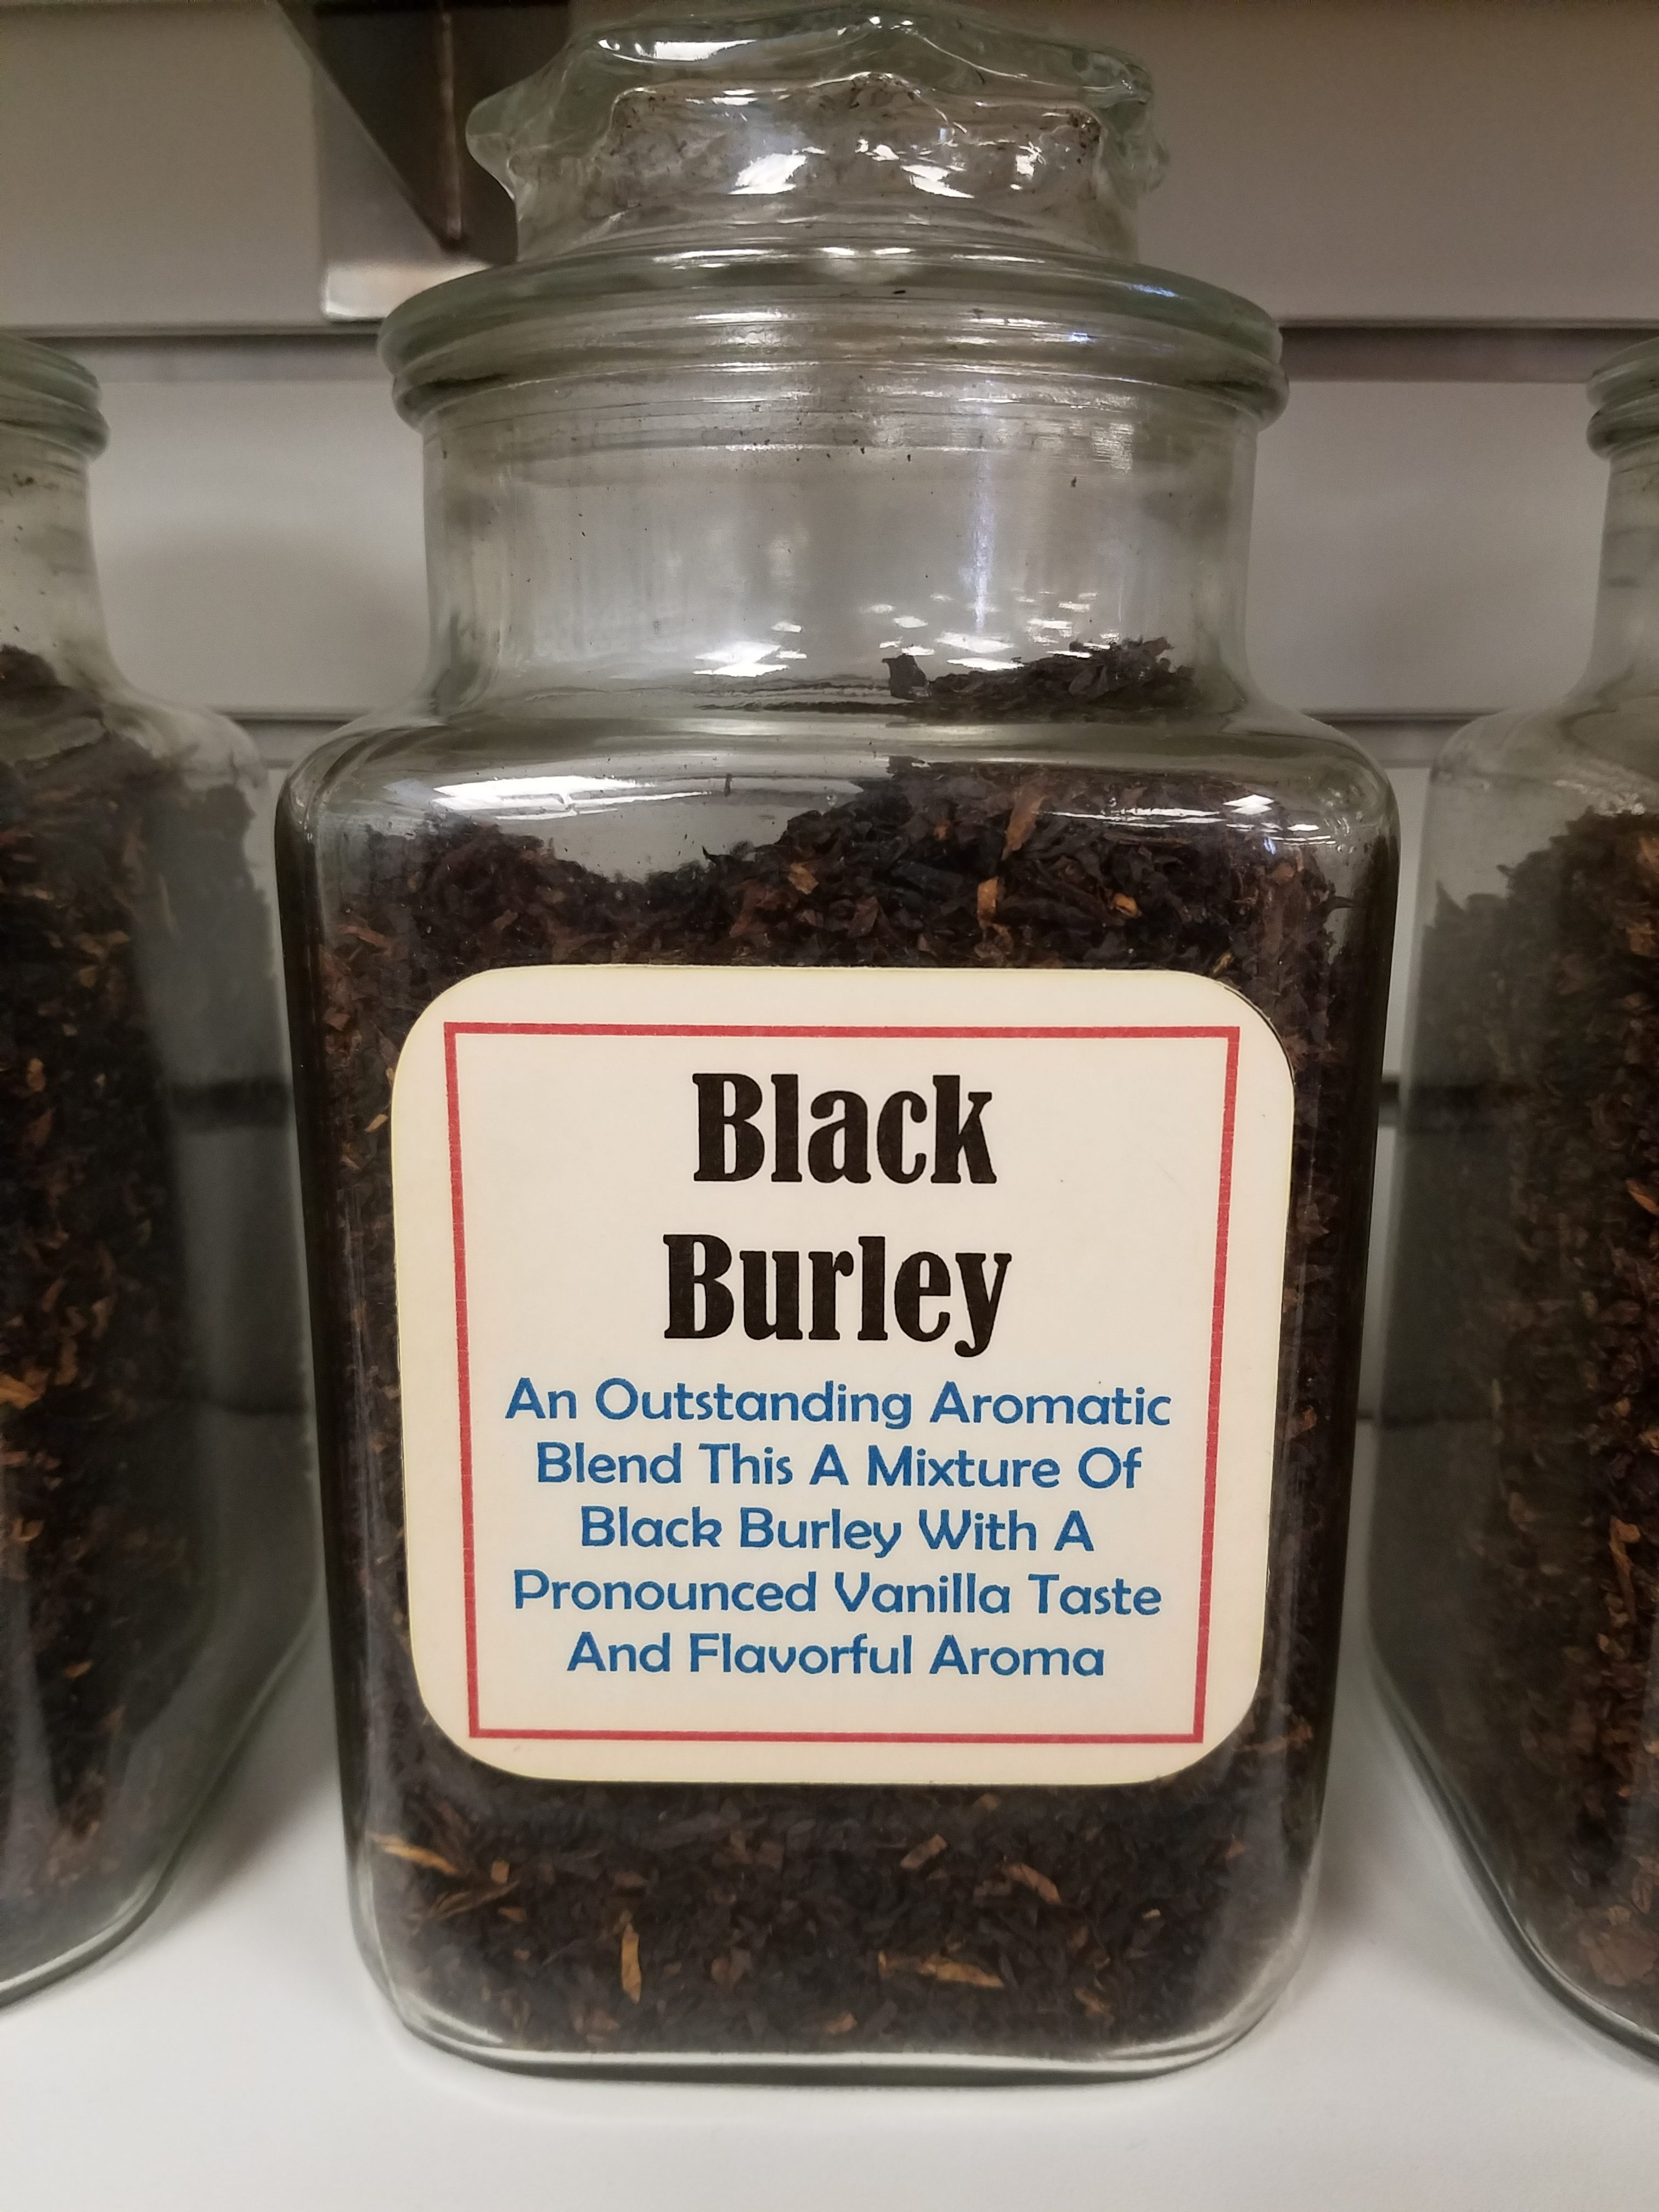 Black
Burley
An Outstanding Aromatic
Blend This A Mixture Of
Black Burley With A
Pronounced Vanilla Taste
And Flavorful Aroma